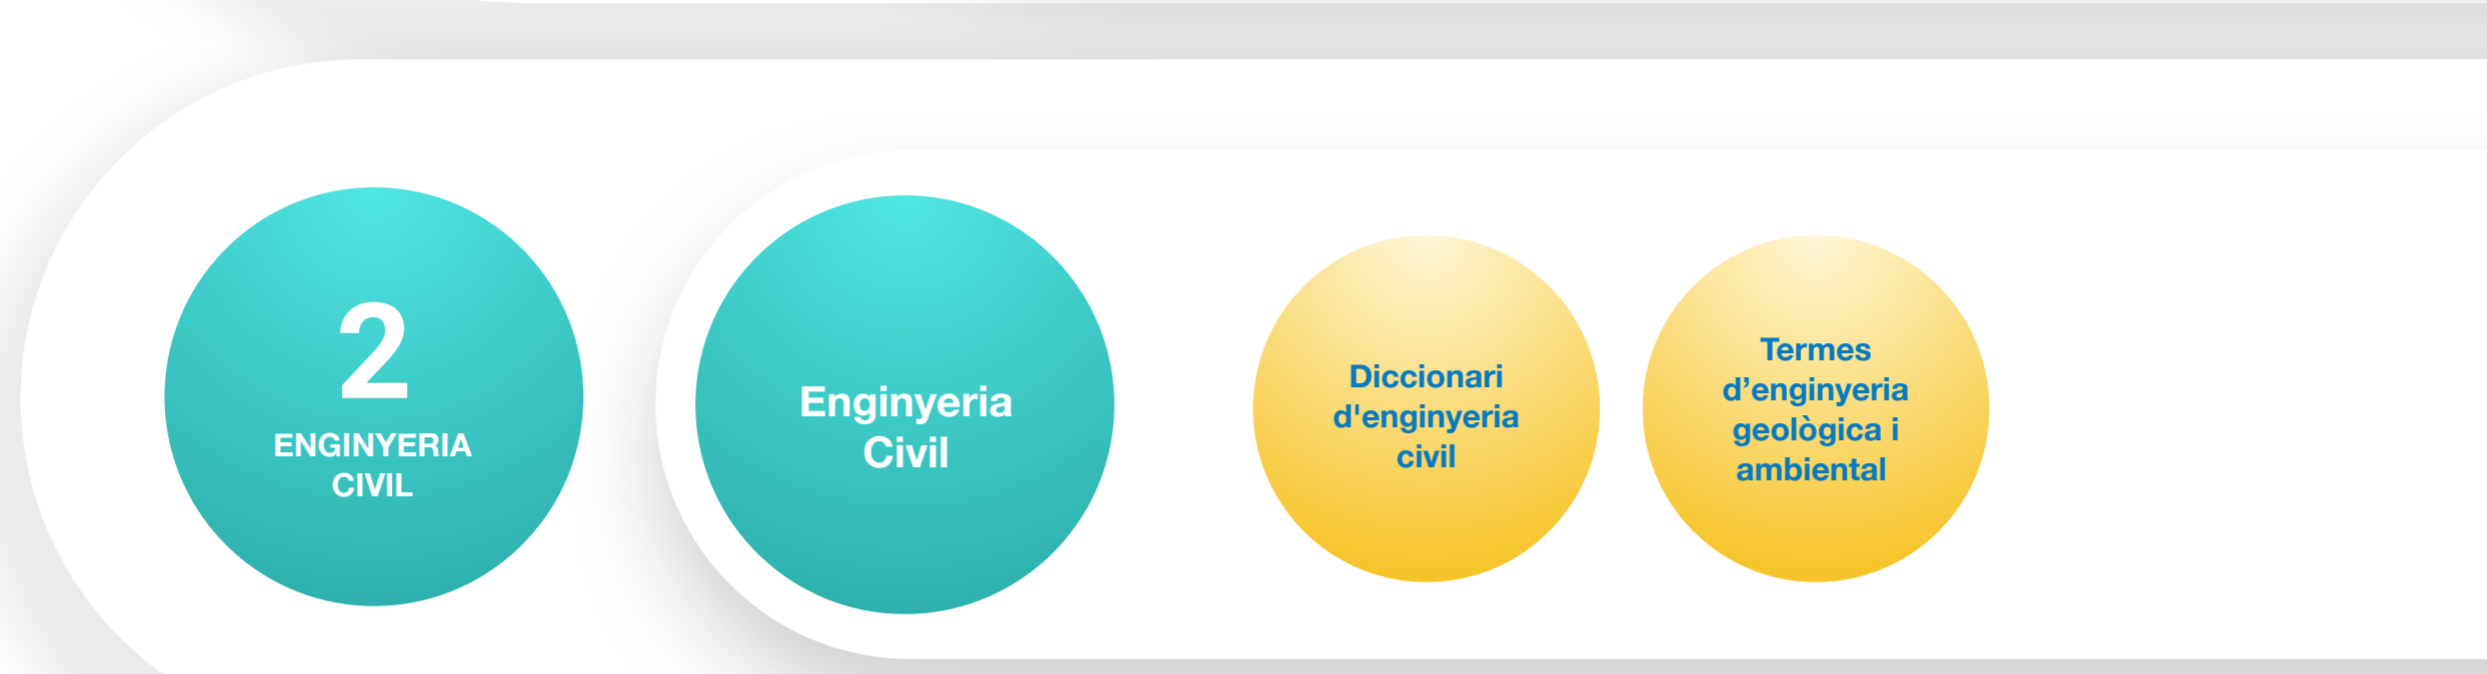 2
ENGINYERIA
CIVIL
Enginyeria
Civil
Diccionari
d'enginyeria
civil
Termes
d’enginyeria
geològica i
ambiental